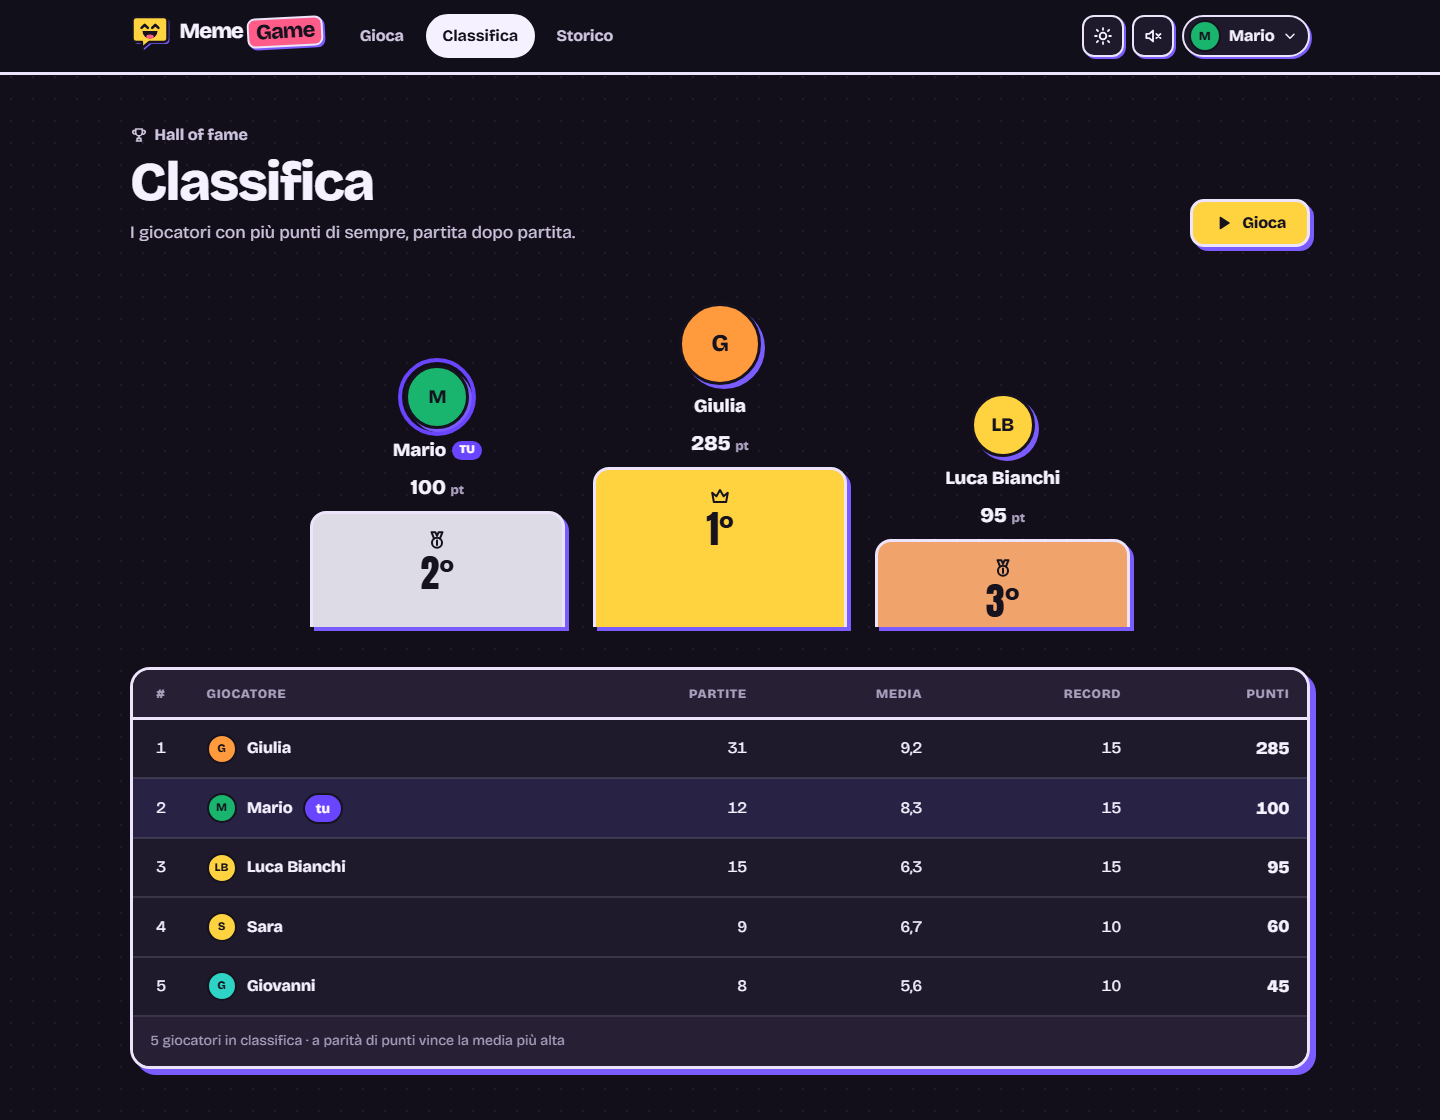 Meme Game Gioca Classifica Storico M Mario
Hall of fame
Classifica
I giocatori con più punti di sempre, partita dopo partita.
Gioca
G
Giulia
285 pt
1º
M
Mario TU
100 pt
2º
LB
Luca Bianchi
95 pt
3º
# GIOCATORE PARTITE MEDIA RECORD PUNTI
1 G Giulia 31 9,2 15 285
2 M Mario tu 12 8,3 15 100
3 LB Luca Bianchi 15 6,3 15 95
4 S Sara 9 6,7 10 60
5 G Giovanni 8 5,6 10 45
5 giocatori in classifica · a parità di punti vince la media più alta